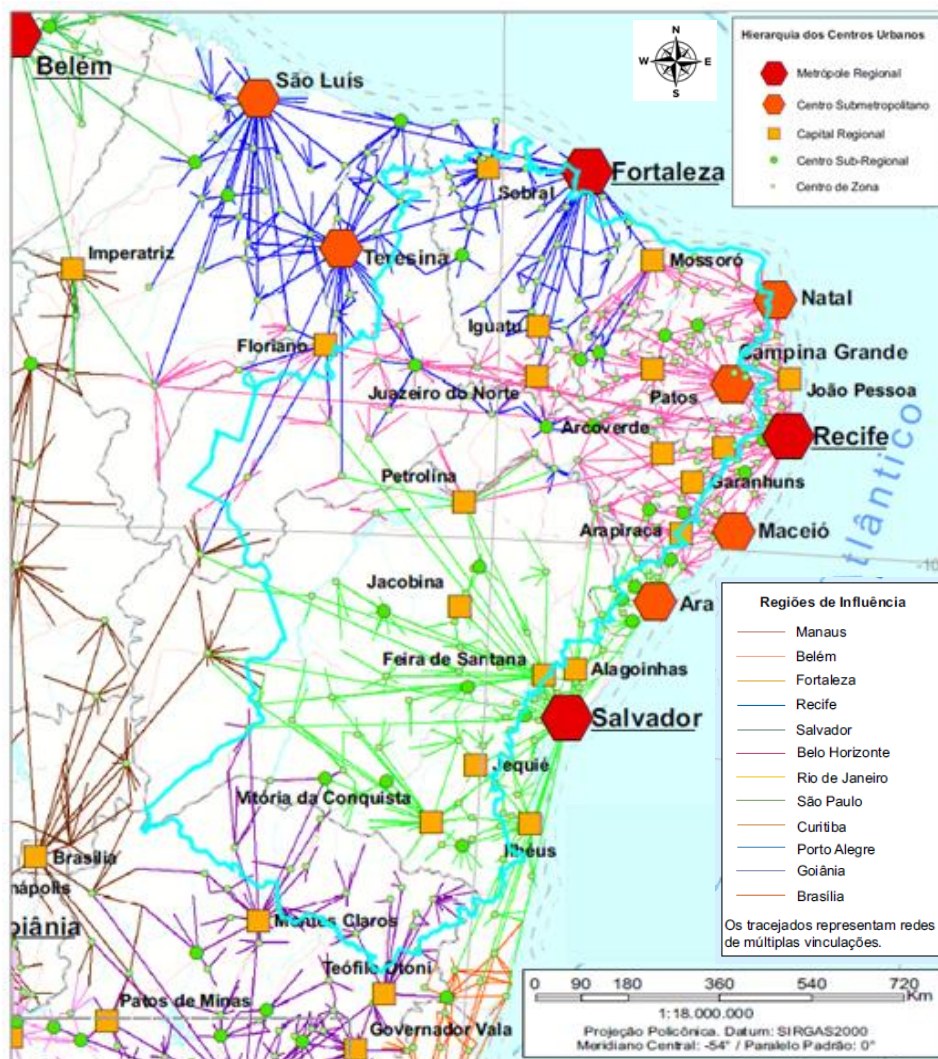 N
W
E
S
Hierarquia dos Centros Urbanos
Metrópole Regional
Centro Submetropolitano
Capital Regional
Centro Sub-Regional
Centro de Zona
Belém
São Luís
Fortaleza
Sobral
Imperatriz
Teresina
Mossoró
Natal
Floriano
Iguatu
Campina Grande
Juazeiro do Norte
Patos
João Pessoa
Arcoverde
Recife
Petrolina
Garanhuns
Arapiraca
Maceió
tlântico
-10
Jacobina
Ara
Feira de Santana
Alagoinhas
Salvador
Jequié
Vitória da Conquista
Ilhéus
Brasília
nápolis
oiânia
Montes Claros
Teófilo Otoni
Patos de Minas
Governador Vala
Regiões de Influência
Manaus
Belém
Fortaleza
Recife
Salvador
Belo Horizonte
Rio de Janeiro
São Paulo
Curitiba
Porto Alegre
Goiânia
Brasília
Os tracejados representam redes
de múltiplas vinculações.
0 90 180 360 540 720
Km
1:18.000.000
Projeção Policônica. Datum: SIRGAS2000
Meridiano Central: -54° / Paralelo Padrão: 0°